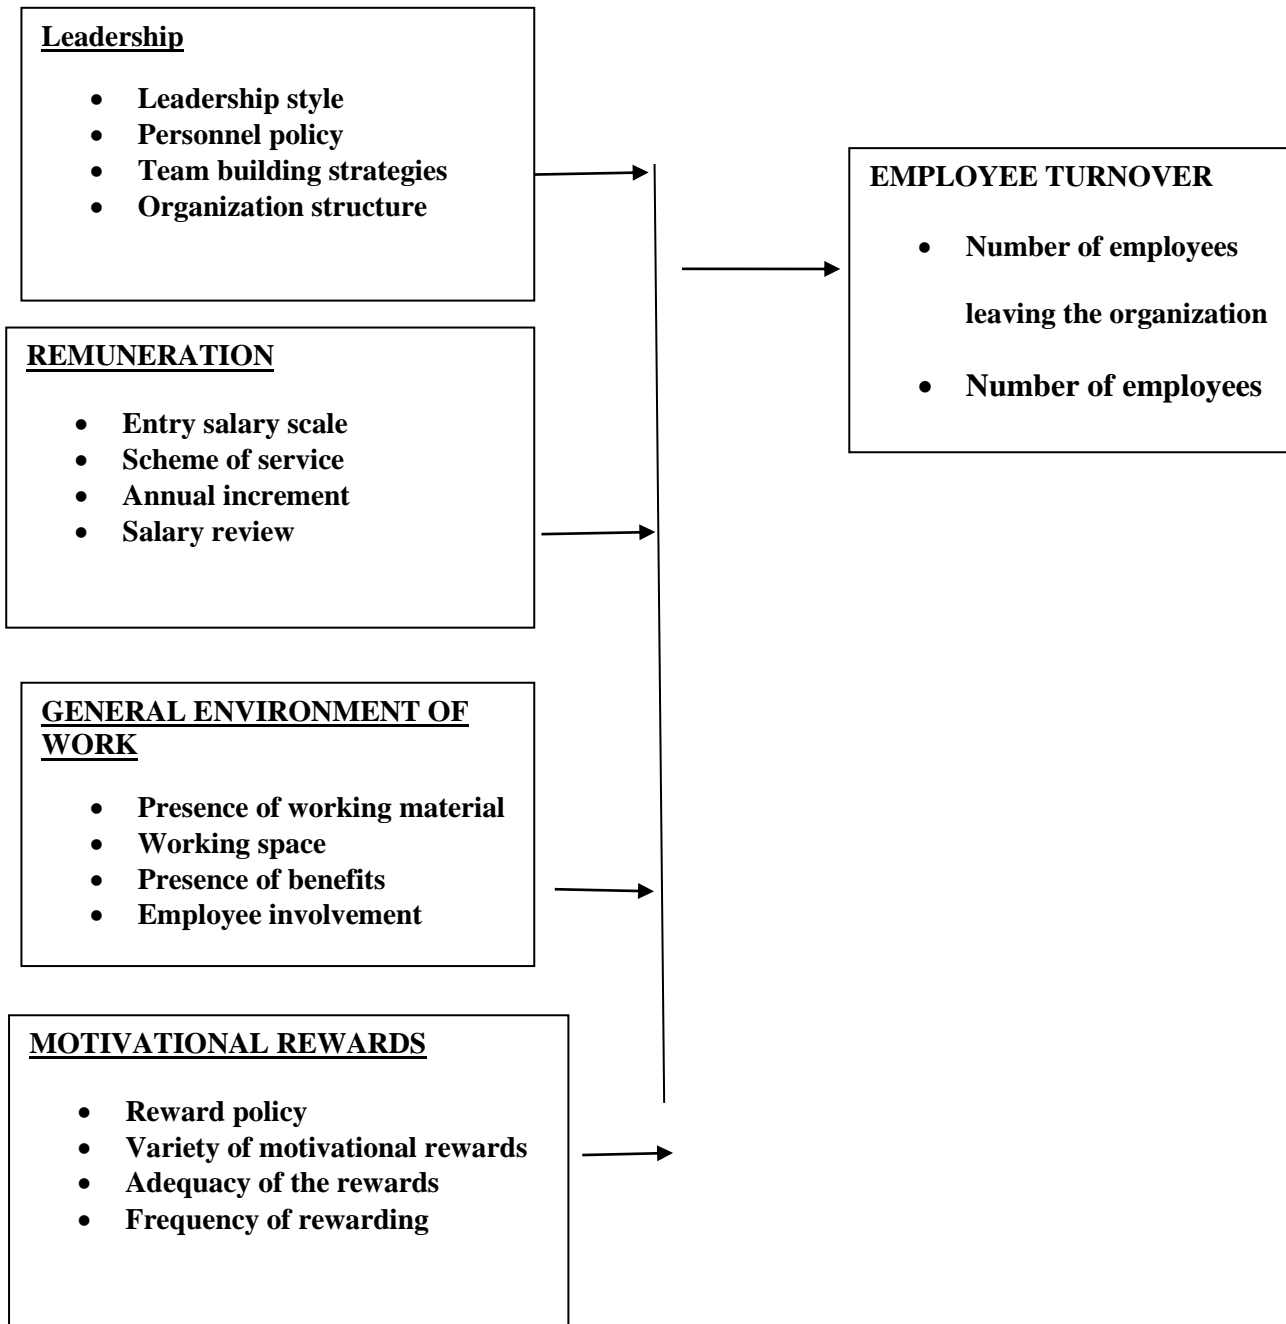 Leadership
• Leadership style
• Personnel policy
• Team building strategies
• Organization structure
REMUNERATION
• Entry salary scale
• Scheme of service
• Annual increment
• Salary review
GENERAL ENVIRONMENT OF
WORK
• Presence of working material
• Working space
• Presence of benefits
• Employee involvement
MOTIVATIONAL REWARDS
• Reward policy
• Variety of motivational rewards
• Adequacy of the rewards
• Frequency of rewarding
EMPLOYEE TURNOVER
• Number of employees
leaving the organization
• Number of employees